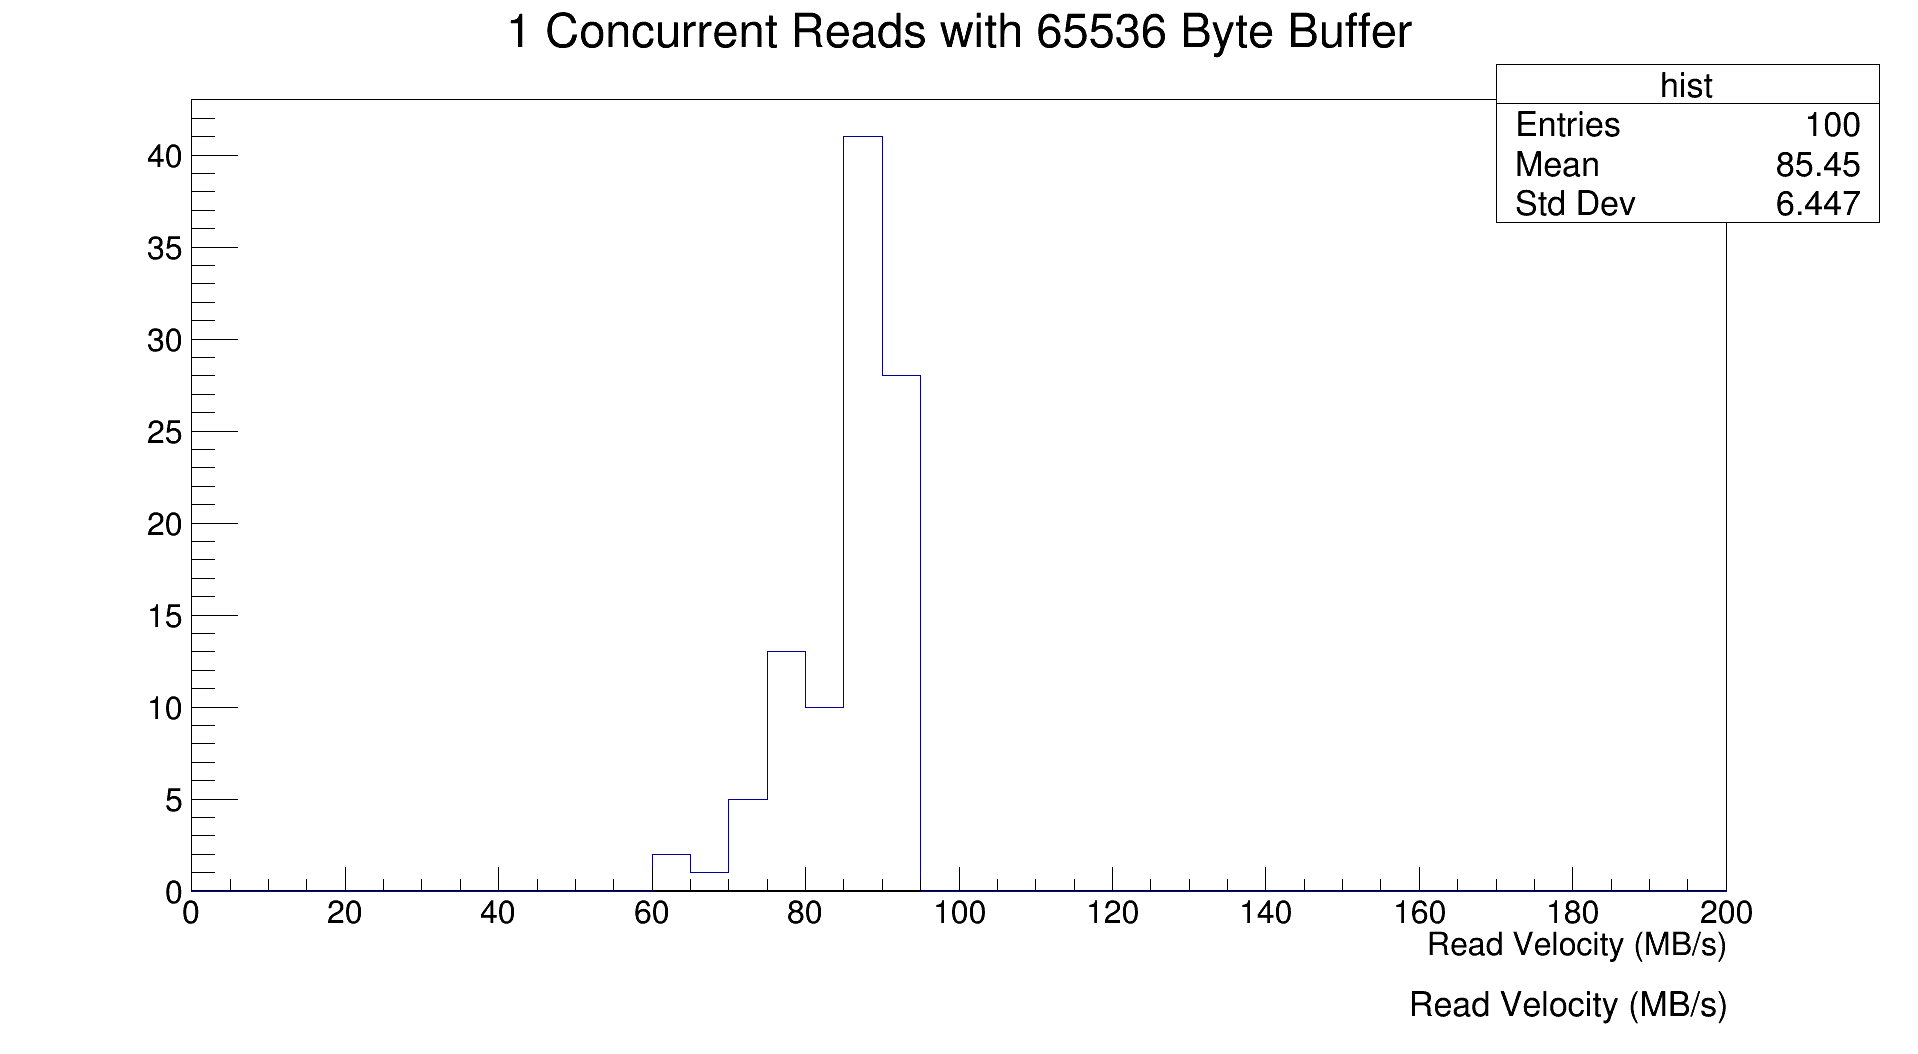 1 Concurrent Reads with 65536 Byte Buffer
hist
Entries 100
Mean 85.45
Std Dev 6.447
40
35
30
25
20
15
10
5
0
0 20 40 60 80 100 120 140 160 180 200
Read Velocity (MB/s)
Read Velocity (MB/s)